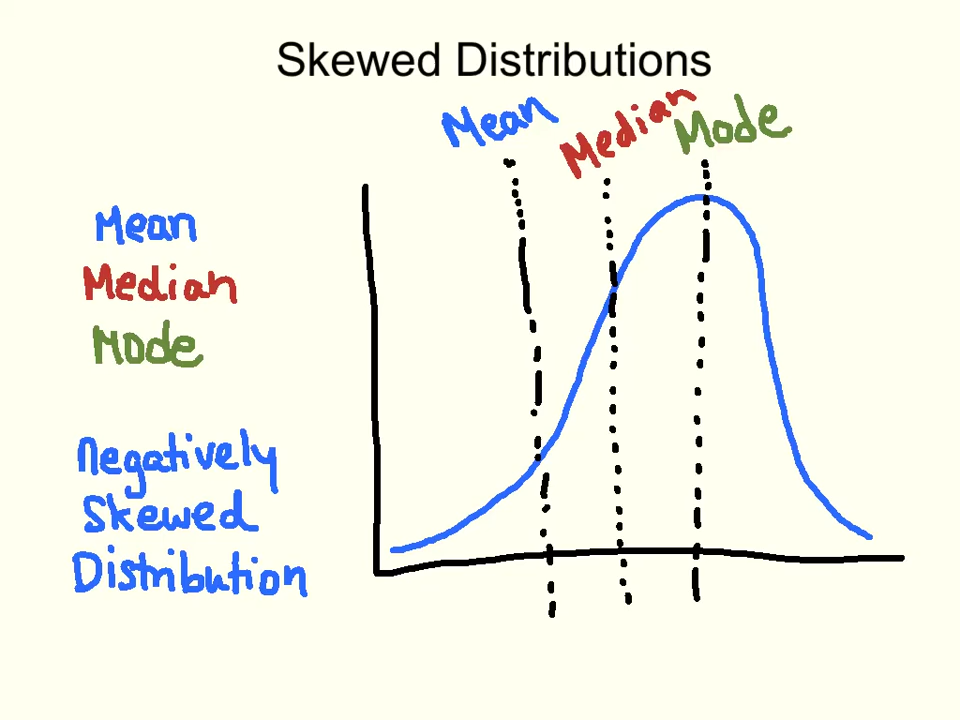 Skewed Distributions
Mean Median Mode
Mean
Median
Mode
Negatively
Skewed
Distribution